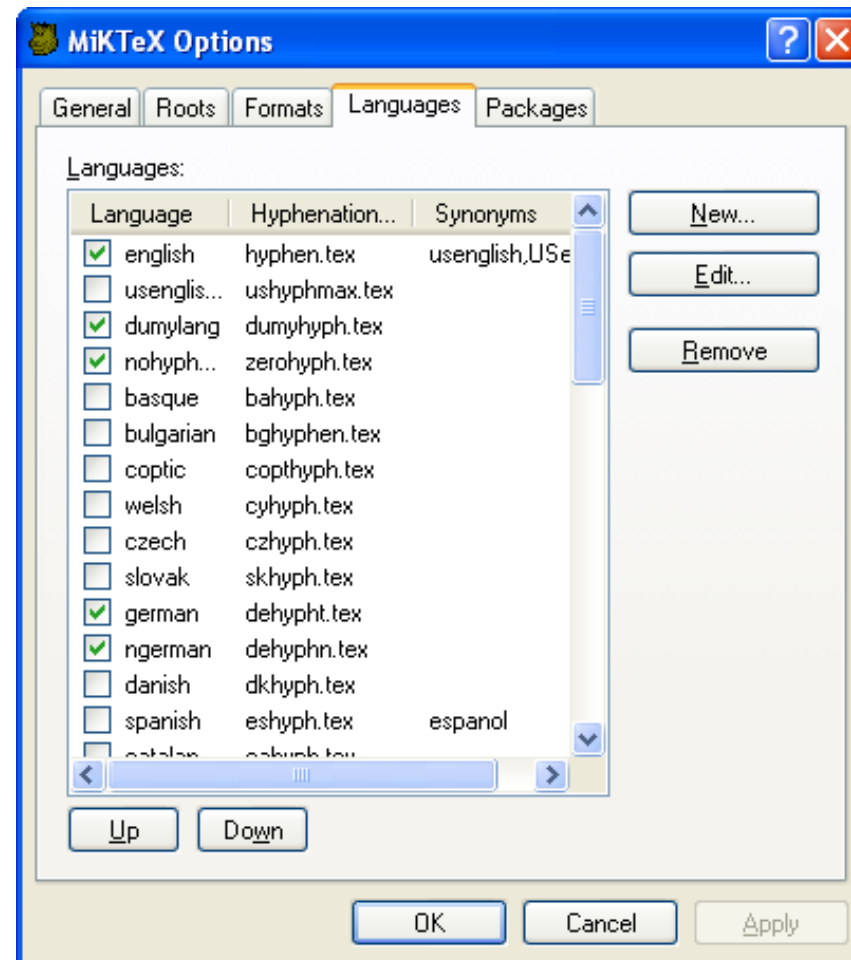 MiKTeX Options
General Roots Formats Languages Packages
Languages:
Language Hyphenation... Synonyms
New...
english hyphen.tex usenglish,USe
Edit...
usenglis... ushyphmax.tex
dumylang dumyhyph.tex
Remove
nohyph... zerohyph.tex
basque bahyph.tex
bulgarian bghyphen.tex
coptic copthyph.tex
welsh cyhyph.tex
czech czhyph.tex
slovak skhyph.tex
german dehypht.tex
ngerman dehyphn.tex
danish dkhyph.tex
spanish eshyph.tex espanol
Up Down
OK Cancel Apply